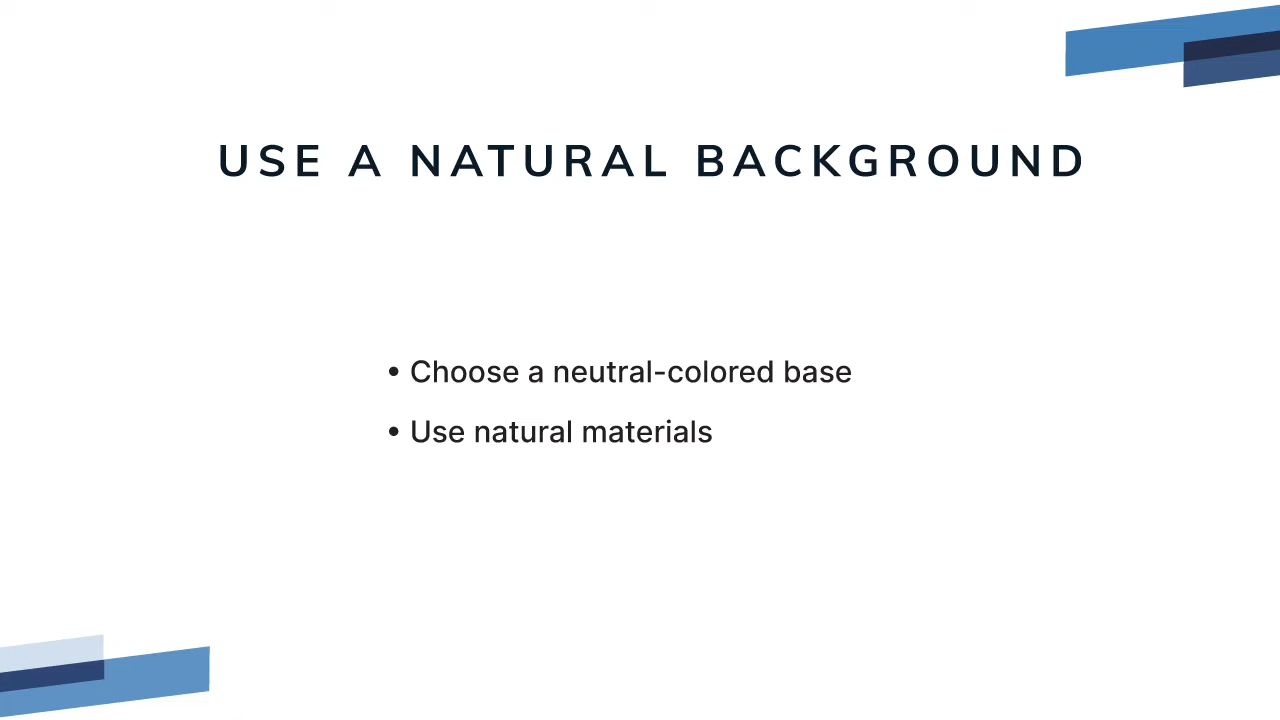 USE A NATURAL BACKGROUND
• Choose a neutral-colored base
• Use natural materials